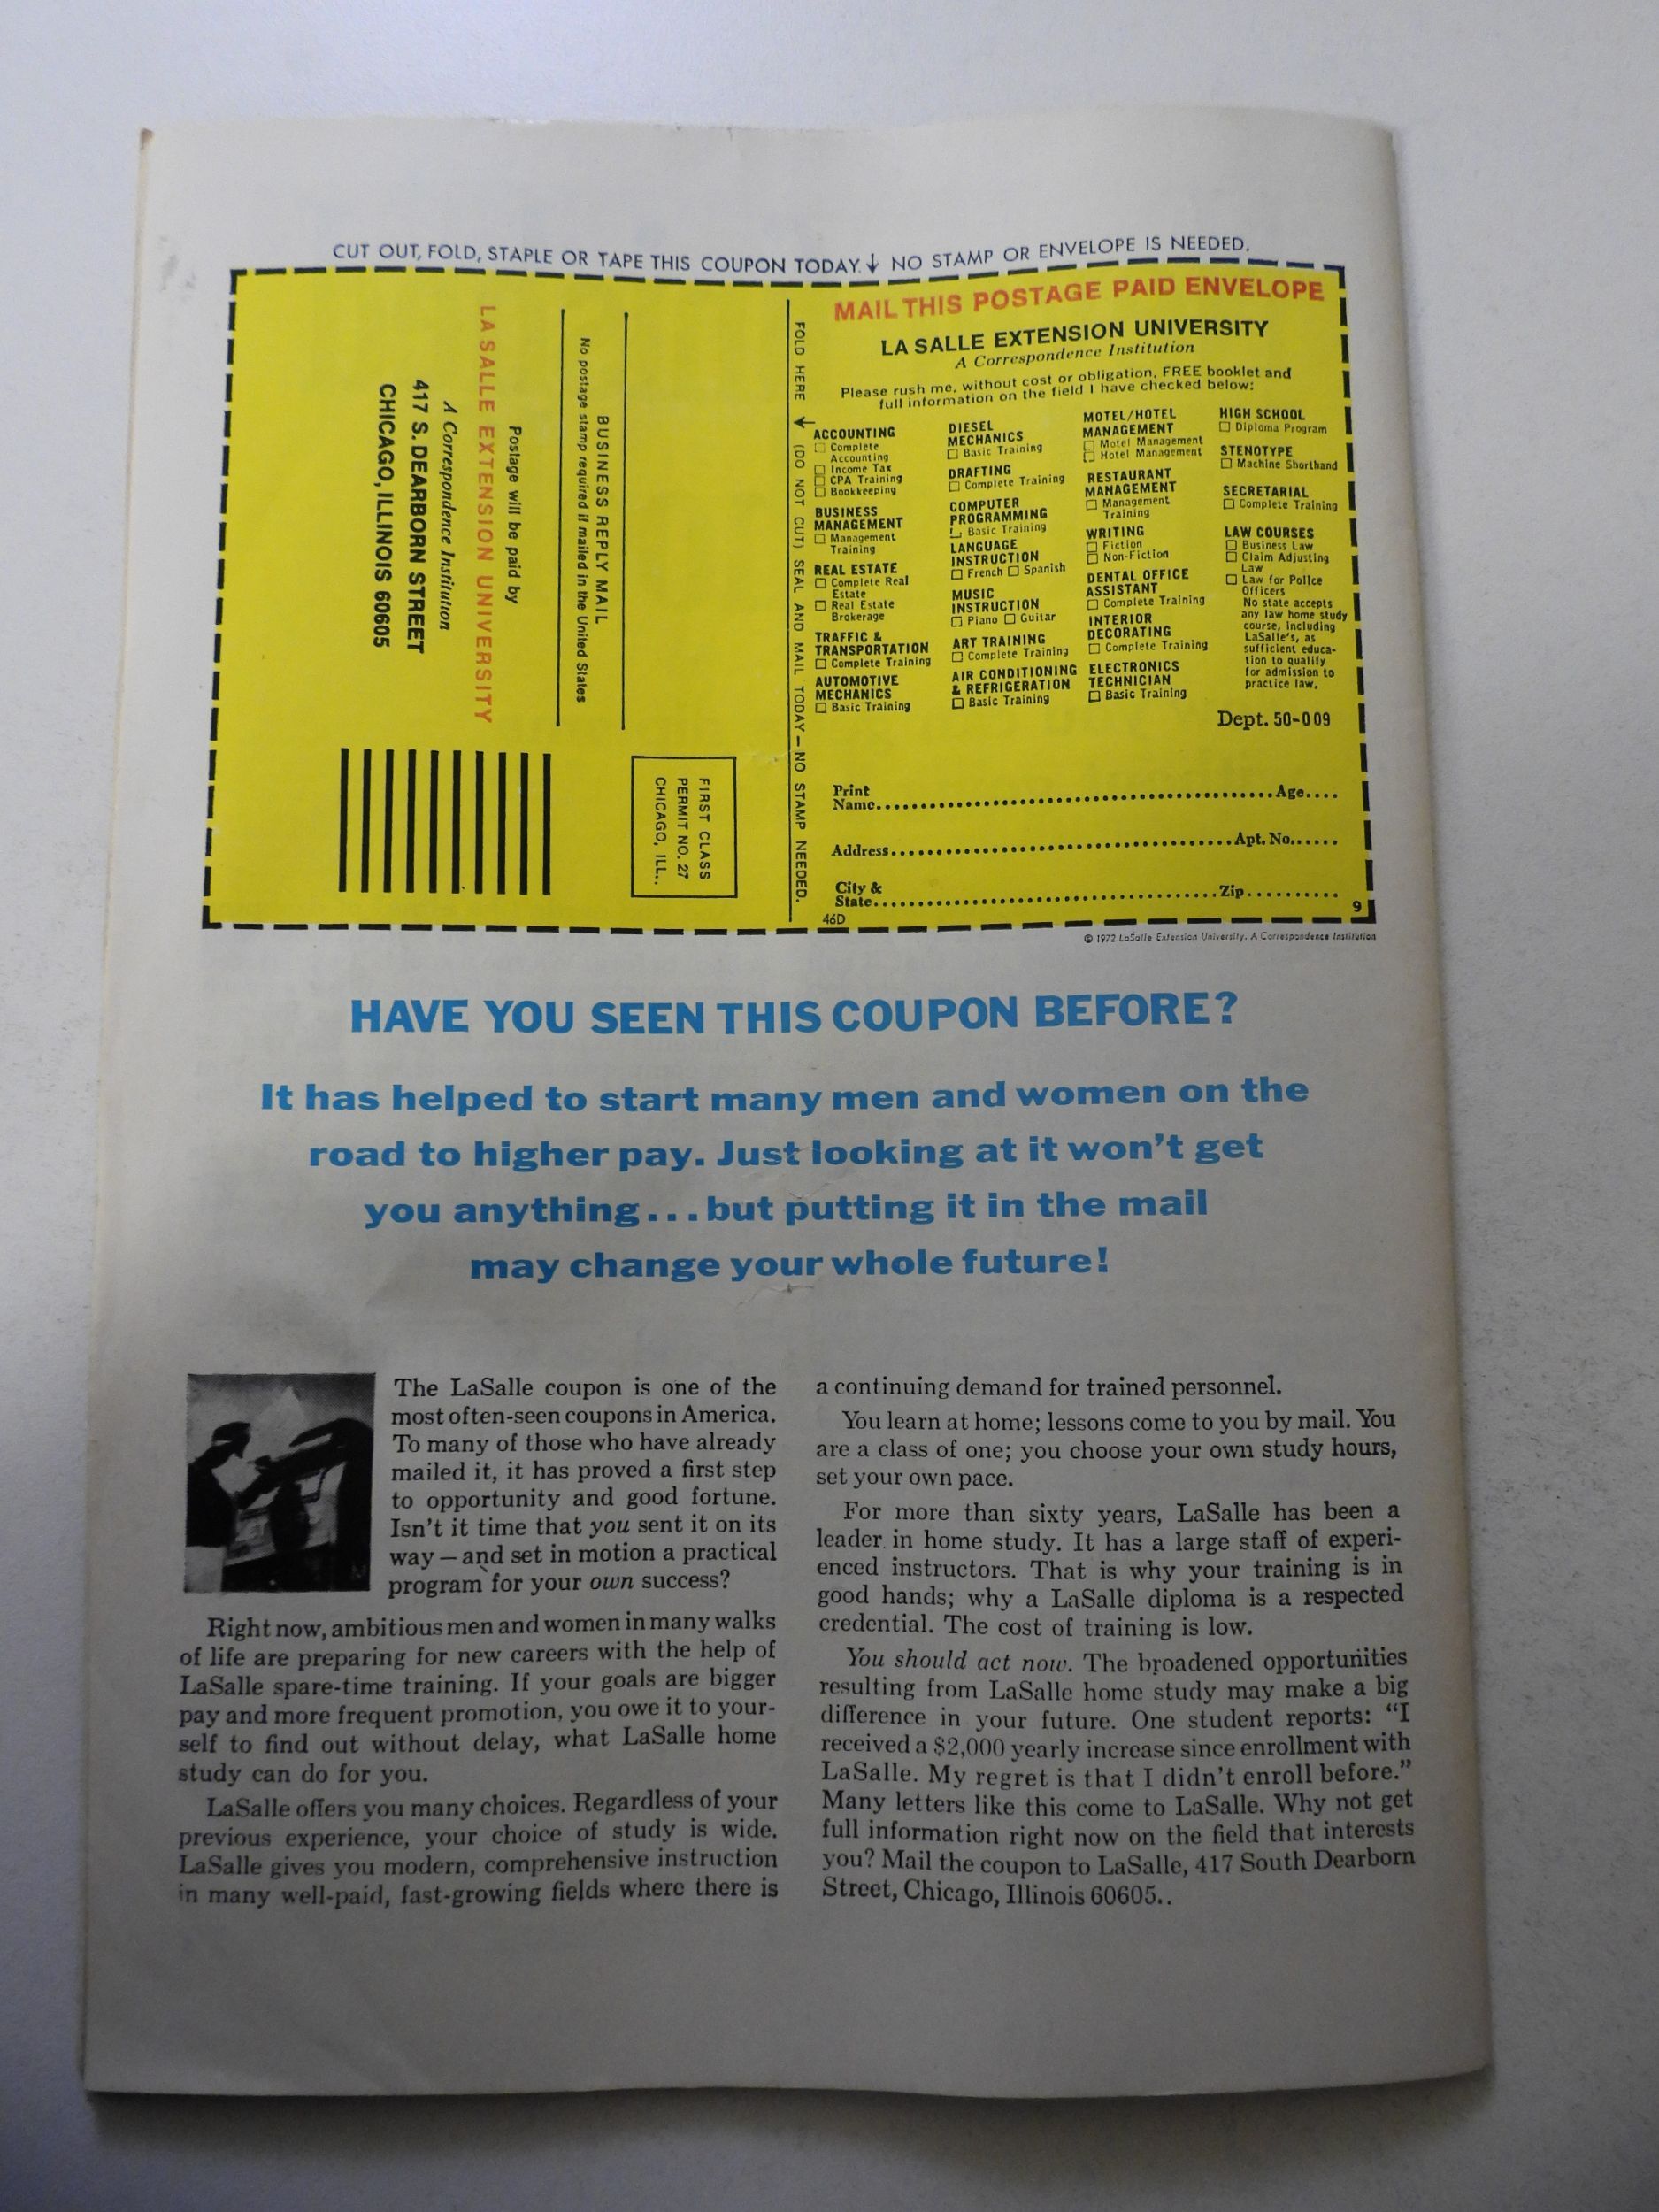 CUT OUT, FOLD, STAPLE OR TAPE THIS COUPON TODAY.↓ NO STAMP OR ENVELOPE IS NEEDED.
FIRST CLASS
PERMIT NO. 27
CHICAGO, ILL..
BUSINESS REPLY MAIL
No postage stamp required if mailed in the United States
Postage will be paid by
LASALLE EXTENSION UNIVERSITY
A Correspondence Institution
417 S. DEARBORN STREET
CHICAGO, ILLINOIS 60605
FOLD HERE ↓ (DO NOT CUT) SEAL AND MAIL TODAY—NO STAMP NEEDED.
MAIL THIS POSTAGE PAID ENVELOPE
LA SALLE EXTENSION UNIVERSITY
A Correspondence Institution
Please rush me, without cost or obligation, FREE booklet and
full information on the field I have checked below:
ACCOUNTING
☐ Complete
Accounting
☐ Income Tax
☐ CPA Training
☐ Bookkeeping
BUSINESS
MANAGEMENT
☐ Management
Training
REAL ESTATE
☐ Complete Real
Estate
☐ Real Estate
Brokerage
TRAFFIC &
TRANSPORTATION
☐ Complete Training
AUTOMOTIVE
MECHANICS
☐ Basic Training
DIESEL
MECHANICS
☐ Basic Training
DRAFTING
☐ Complete Training
COMPUTER
PROGRAMMING
☐ Basic Training
LANGUAGE
INSTRUCTION
☐ French ☐ Spanish
MUSIC
INSTRUCTION
☐ Piano ☐ Guitar
ART TRAINING
☐ Complete Training
AIR CONDITIONING
& REFRIGERATION
☐ Basic Training
MOTEL/HOTEL
MANAGEMENT
☐ Motel Management
☐ Hotel Management
RESTAURANT
MANAGEMENT
☐ Management
Training
WRITING
☐ Fiction
☐ Non-Fiction
DENTAL OFFICE
ASSISTANT
☐ Complete Training
INTERIOR
DECORATING
☐ Complete Training
ELECTRONICS
TECHNICIAN
☐ Basic Training
HIGH SCHOOL
☐ Diploma Program
STENOTYPE
☐ Machine Shorthand
SECRETARIAL
☐ Complete Training
LAW COURSES
☐ Business Law
☐ Claim Adjusting
Law
☐ Law for Police
Officers
No state accepts
any law home study
course, including
LaSalle's, as
sufficient educa-
tion to qualify
for admission to
practice law.
Dept. 50-009
Print
Name........Age....
Address........Apt. No......
City &
State........Zip..........
46D 9
© 1972 LaSalle Extension University. A Correspondence Institution
HAVE YOU SEEN THIS COUPON BEFORE?
It has helped to start many men and women on the
road to higher pay. Just looking at it won't get
you anything...but putting it in the mail
may change your whole future!
The LaSalle coupon is one of the
most often-seen coupons in America.
To many of those who have already
mailed it, it has proved a first step
to opportunity and good fortune.
Isn't it time that you sent it on its
way—and set in motion a practical
program for your own success?
Right now, ambitious men and women in many walks
of life are preparing for new careers with the help of
LaSalle spare-time training. If your goals are bigger
pay and more frequent promotion, you owe it to your-
self to find out without delay, what LaSalle home
study can do for you.
LaSalle offers you many choices. Regardless of your
previous experience, your choice of study is wide.
LaSalle gives you modern, comprehensive instruction
in many well-paid, fast-growing fields where there is
a continuing demand for trained personnel.
You learn at home; lessons come to you by mail. You
are a class of one; you choose your own study hours,
set your own pace.
For more than sixty years, LaSalle has been a
leader in home study. It has a large staff of experi-
enced instructors. That is why your training is in
good hands; why a LaSalle diploma is a respected
credential. The cost of training is low.
You should act now. The broadened opportunities
resulting from LaSalle home study may make a big
difference in your future. One student reports: "I
received a $2,000 yearly increase since enrollment with
LaSalle. My regret is that I didn't enroll before."
Many letters like this come to LaSalle. Why not get
full information right now on the field that interests
you? Mail the coupon to LaSalle, 417 South Dearborn
Street, Chicago, Illinois 60605..